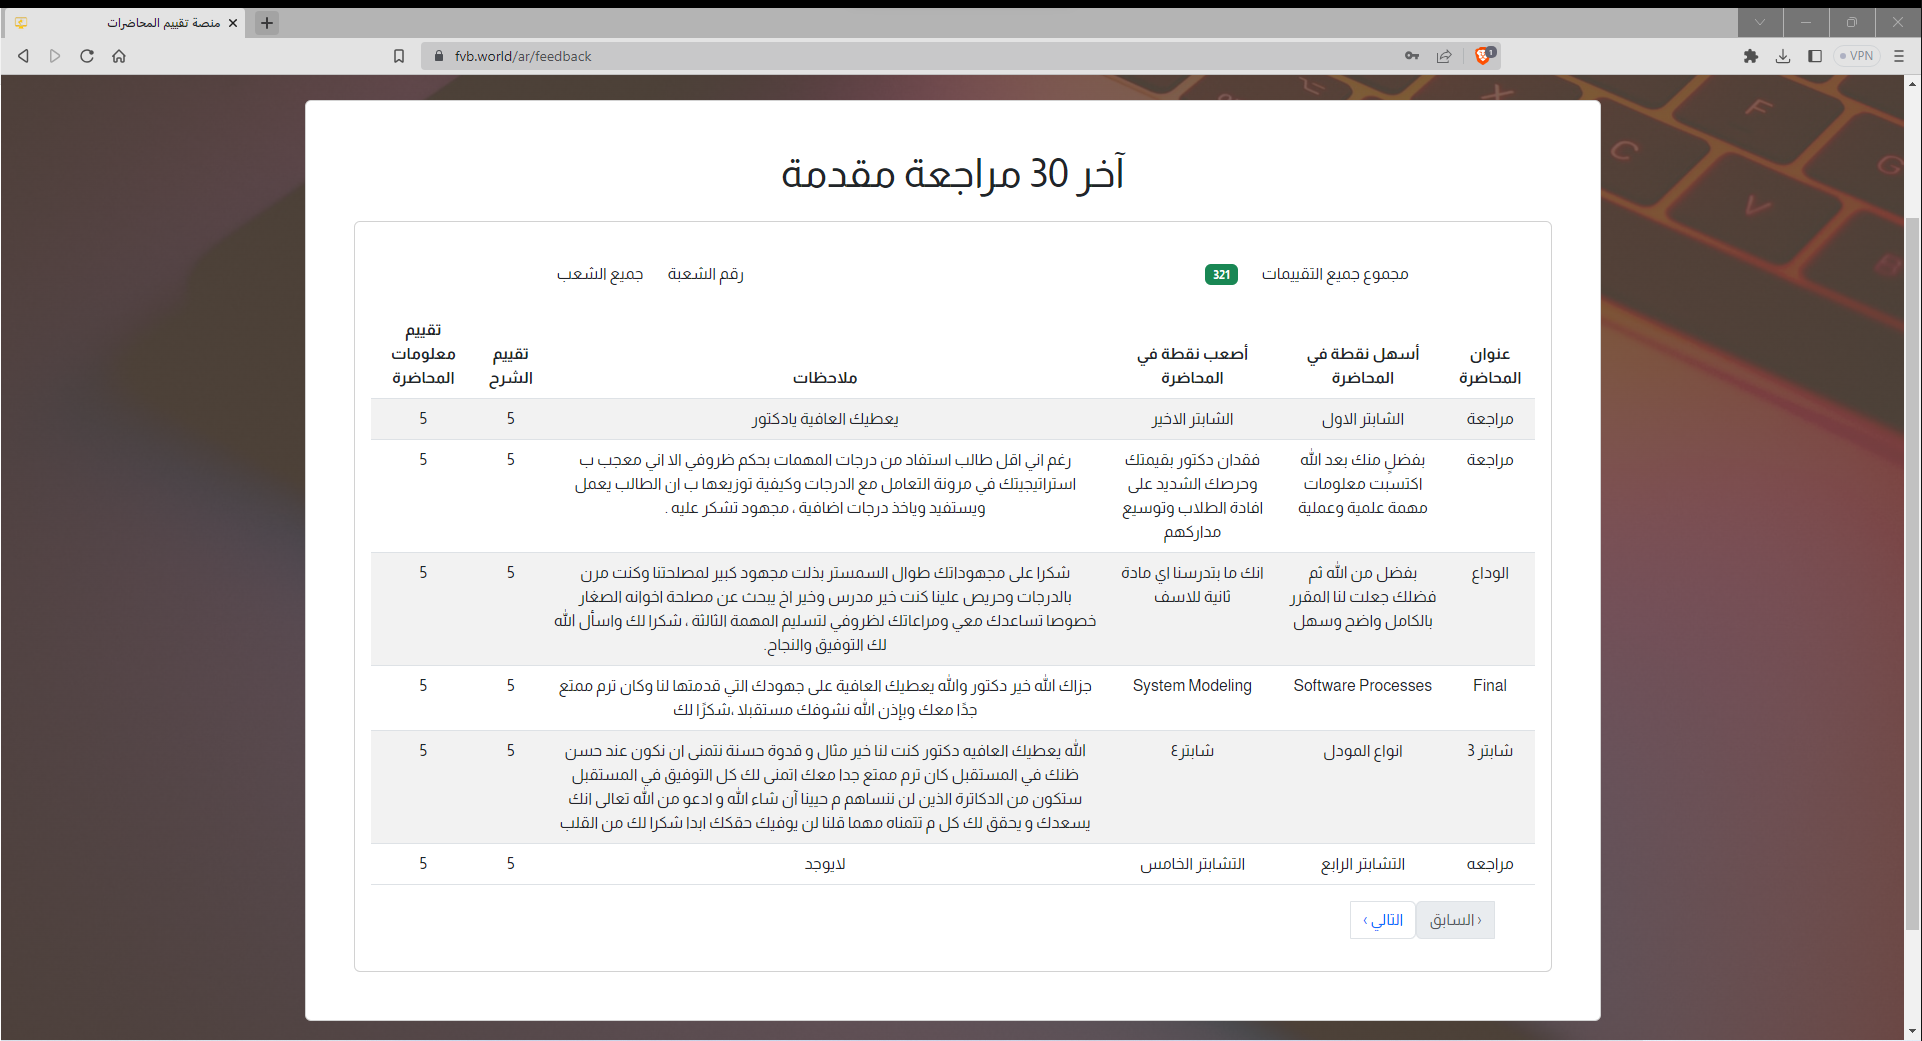 منصة تقييم المحاضرات
fvb.world/ar/feedback
1
VPN
آخر 30 مراجعة مقدمة
مجموع جميع التقييمات 321 رقم الشعبة جميع الشعب
عنوان المحاضرة
أسهل نقطة في المحاضرة
أصعب نقطة في المحاضرة
ملاحظات
تقييم الشرح
تقييم معلومات المحاضرة
مراجعة
الشابتر الاول
الشابتر الاخير
يعطيك العافية يادكتور
5
5
مراجعة
بفضلٍ منك بعد الله
اكتسبت معلومات
مهمة علمية وعملية
فقدان دكتور بقيمتك
وحرصك الشديد على
افادة الطلاب وتوسيع
مداركهم
رغم اني اقل طالب استفاد من درجات المهمات بحكم ظروفي الا اني معجب ب
استراتيجيتك في مرونة التعامل مع الدرجات وكيفية توزيعها ب ان الطالب يعمل
ويستفيد وياخذ درجات اضافية ، مجهود تشكر عليه .
5
5
الوداع
بفضل من الله ثم
فضلك جعلت لنا المقرر
بالكامل واضح وسهل
انك ما بتدرسنا اي مادة
ثانية للاسف
شكرا على مجهوداتك طوال السمستر بذلت مجهود كبير لمصلحتنا وكنت مرن
بالدرجات وحريص علينا كنت خير مدرس وخير اخ يبحث عن مصلحة اخوانه الصغار
خصوصا تساعدك معي ومراعاتك لظروفي لتسليم المهمة الثالثة ، شكرا لك واسأل الله
لك التوفيق والنجاح.
5
5
Final
Software Processes
System Modeling
جزاك الله خير دكتور والله يعطيك العافية على جهودك التي قدمتها لنا وكان ترم ممتع
جدًا معك وبإذن الله نشوفك مستقبلا ،شكرًا لك
5
5
شابتر 3
انواع المودل
شابتر٤
الله يعطيك العافيه دكتور كنت لنا خير مثال و قدوة حسنة نتمنى ان نكون عند حسن
ظنك في المستقبل كان ترم ممتع جدا معك اتمنى لك كل التوفيق في المستقبل
ستكون من الدكاترة الذين لن ننساهم م حيينا آن شاء الله و ادعو من الله تعالى انك
يسعدك و يحقق لك كل م تتمناه مهما قلنا لن يوفيك حقكك ابدا شكرا لك من القلب
5
5
مراجعه
التشابتر الرابع
التشابتر الخامس
لايوجد
5
5
‹ السابق
التالي ›